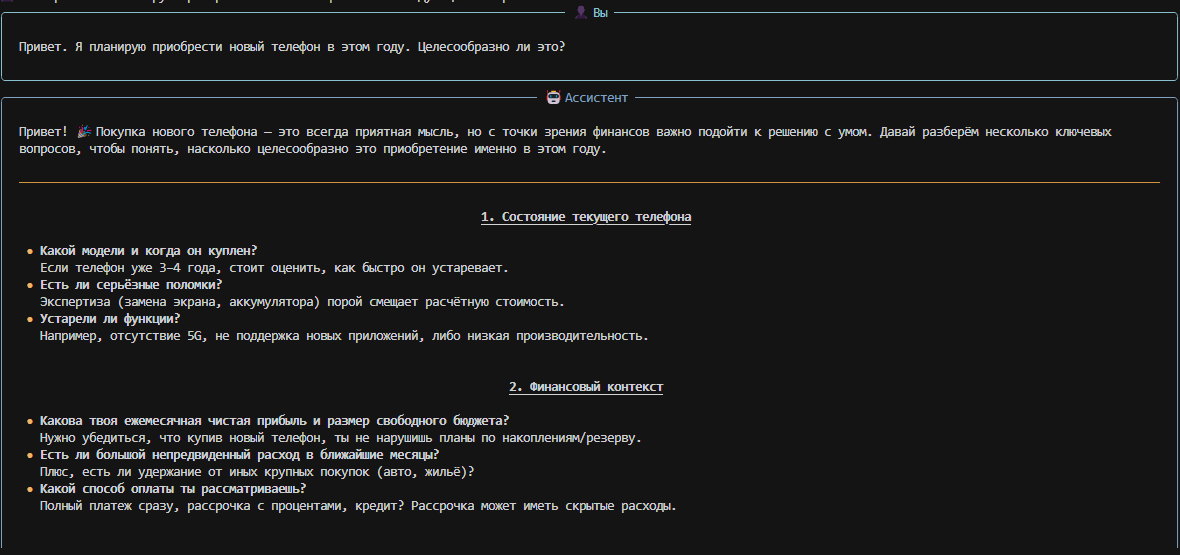 Вы
Привет. Я планирую приобрести новый телефон в этом году. Целесообразно ли это?
Ассистент
Привет! 🎉 Покупка нового телефона — это всегда приятная мысль, но с точки зрения финансов важно подойти к решению с умом. Давай разберём несколько ключевых
вопросов, чтобы понять, насколько целесообразно это приобретение именно в этом году.
1. Состояние текущего телефона
• Какой модели и когда он куплен?
Если телефон уже 3–4 года, стоит оценить, как быстро он устаревает.
• Есть ли серьёзные поломки?
Экспертиза (замена экрана, аккумулятора) порой смещает расчётную стоимость.
• Устарели ли функции?
Например, отсутствие 5G, не поддержка новых приложений, либо низкая производительность.
2. Финансовый контекст
• Какова твоя ежемесячная чистая прибыль и размер свободного бюджета?
Нужно убедиться, что купив новый телефон, ты не нарушишь планы по накоплениям/резерву.
• Есть ли большой непредвиденный расход в ближайшие месяцы?
Плюс, есть ли удержание от иных крупных покупок (авто, жильё)?
• Какой способ оплаты ты рассматриваешь?
Полный платеж сразу, рассрочка с процентами, кредит? Рассрочка может иметь скрытые расходы.